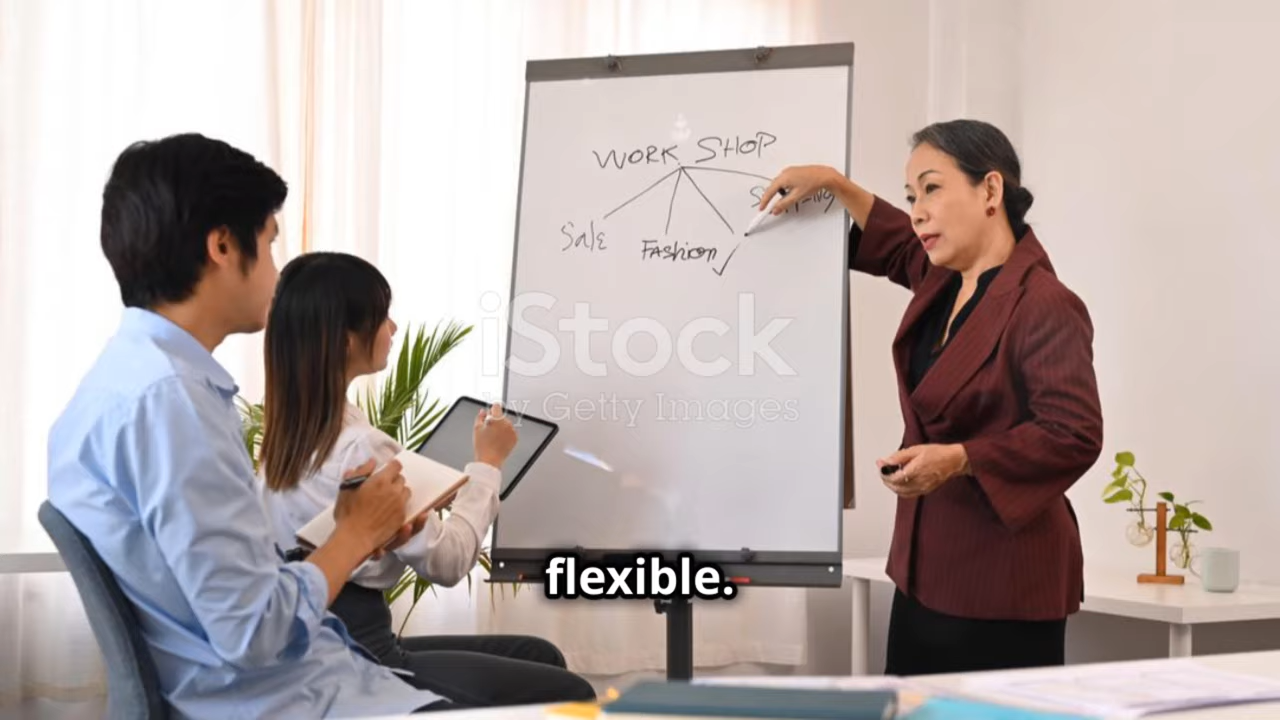 WORK SHOP
Sale
Fashion
iStock
by Getty Images
flexible.